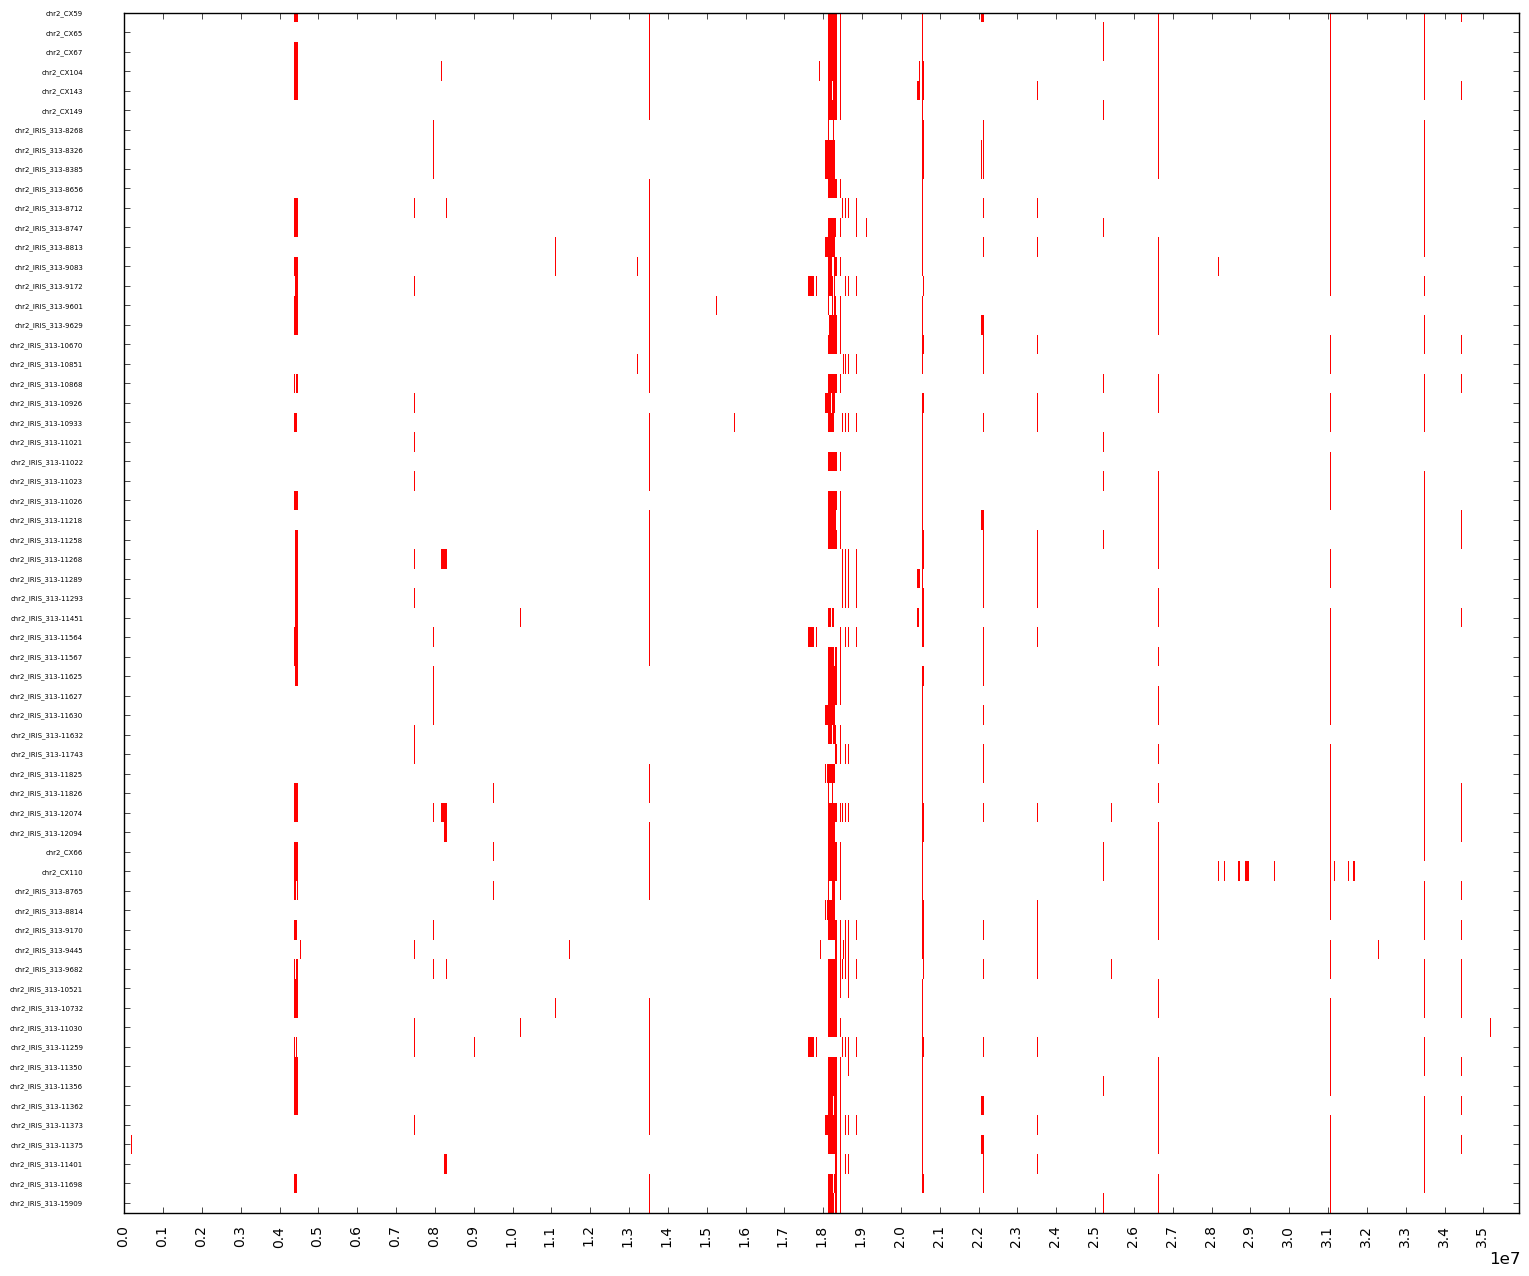 chr2_CX59
chr2_CX65
chr2_CX67
chr2_CX104
chr2_CX143
chr2_CX149
chr2_IRIS_313-8268
chr2_IRIS_313-8326
chr2_IRIS_313-8385
chr2_IRIS_313-8656
chr2_IRIS_313-8712
chr2_IRIS_313-8747
chr2_IRIS_313-8813
chr2_IRIS_313-9083
chr2_IRIS_313-9172
chr2_IRIS_313-9601
chr2_IRIS_313-9629
chr2_IRIS_313-10670
chr2_IRIS_313-10851
chr2_IRIS_313-10868
chr2_IRIS_313-10926
chr2_IRIS_313-10933
chr2_IRIS_313-11021
chr2_IRIS_313-11022
chr2_IRIS_313-11023
chr2_IRIS_313-11026
chr2_IRIS_313-11218
chr2_IRIS_313-11258
chr2_IRIS_313-11268
chr2_IRIS_313-11289
chr2_IRIS_313-11293
chr2_IRIS_313-11451
chr2_IRIS_313-11564
chr2_IRIS_313-11567
chr2_IRIS_313-11625
chr2_IRIS_313-11627
chr2_IRIS_313-11630
chr2_IRIS_313-11632
chr2_IRIS_313-11743
chr2_IRIS_313-11825
chr2_IRIS_313-11826
chr2_IRIS_313-12074
chr2_IRIS_313-12094
chr2_CX66
chr2_CX110
chr2_IRIS_313-8765
chr2_IRIS_313-8814
chr2_IRIS_313-9170
chr2_IRIS_313-9445
chr2_IRIS_313-9682
chr2_IRIS_313-10521
chr2_IRIS_313-10732
chr2_IRIS_313-11030
chr2_IRIS_313-11259
chr2_IRIS_313-11350
chr2_IRIS_313-11356
chr2_IRIS_313-11362
chr2_IRIS_313-11373
chr2_IRIS_313-11375
chr2_IRIS_313-11401
chr2_IRIS_313-11698
chr2_IRIS_313-15909
0.0 0.1 0.2 0.3 0.4 0.5 0.6 0.7 0.8 0.9 1.0 1.1 1.2 1.3 1.4 1.5 1.6 1.7 1.8 1.9 2.0 2.1 2.2 2.3 2.4 2.5 2.6 2.7 2.8 2.9 3.0 3.1 3.2 3.3 3.4 3.5
1e7